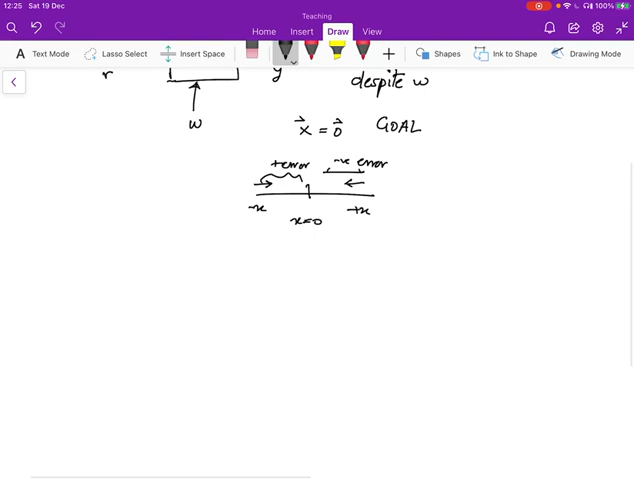 12:25 Sat 19 Dec
100%
Teaching
Home Insert Draw View
A Text Mode Lasso Select Insert Space Shapes Ink to Shape Drawing Mode
r y despite w
w
x = 0 GOAL
+error -ve error
-x +x
x=0